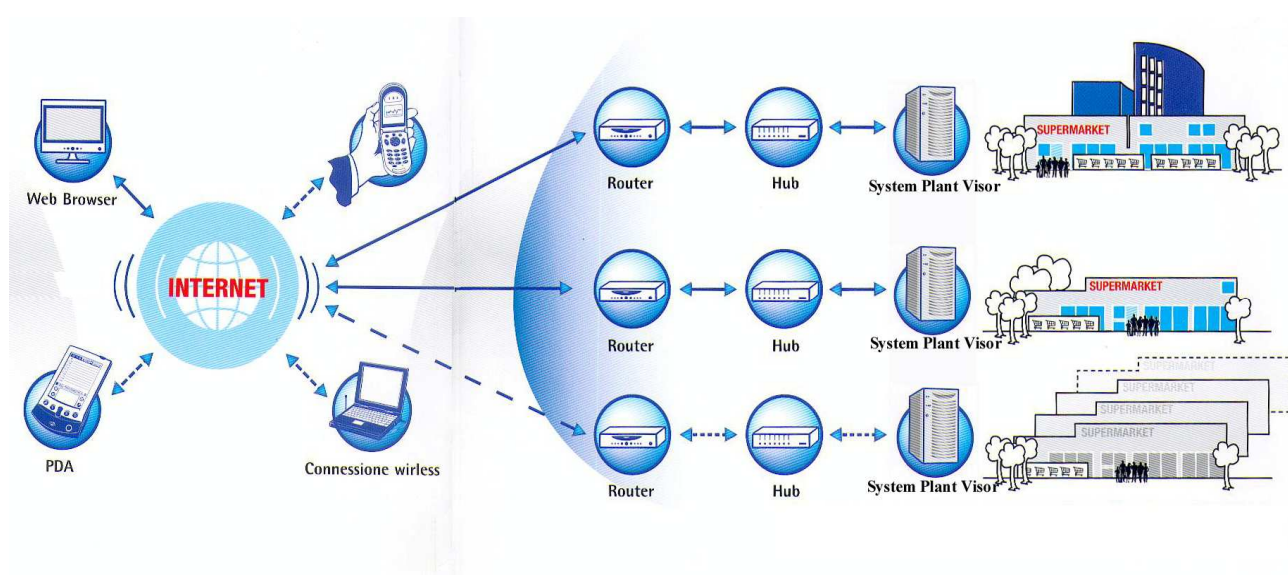 Web Browser
INTERNET
PDA
Connessione wirless
Router
Hub
System Plant Visor
SUPERMARKET
Router
Hub
System Plant Visor
SUPERMARKET
Router
Hub
System Plant Visor
SUPERMARKET
SUPERMARKET
SUPERMARKET
SUPERMARKET